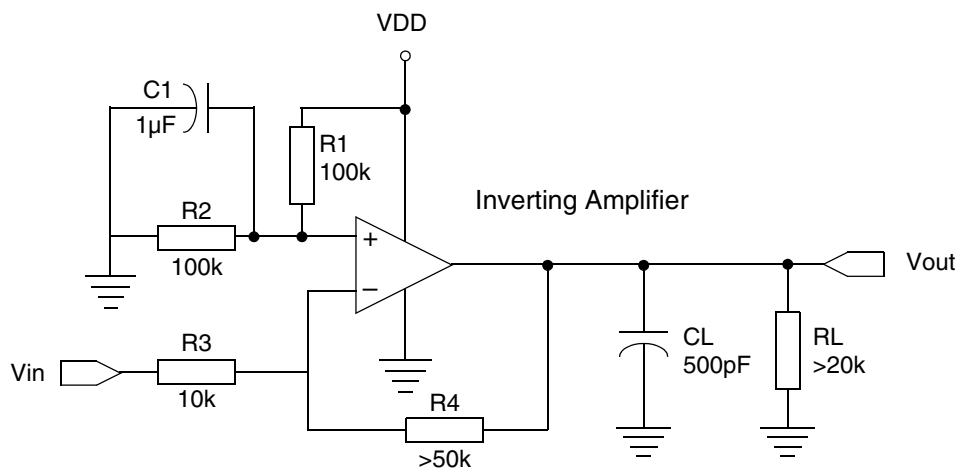 VDD
C1
1µF
R1
100k
Inverting Amplifier
R2
100k
+
−
Vout
Vin
R3
10k
CL
500pF
RL
>20k
R4
>50k